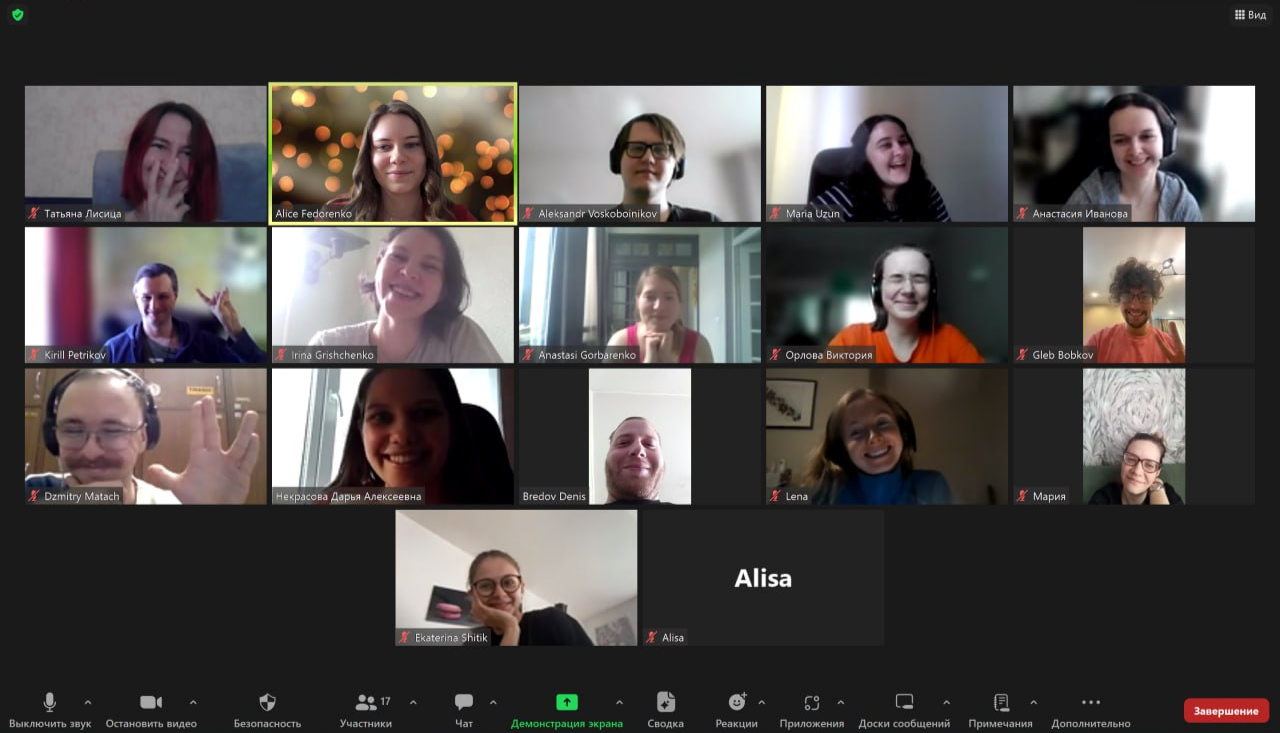 Вид
Татьяна Лисица
Alice Fedorenko
Aleksandr Voskoboinikov
Maria Uzun
Анастасия Иванова
Kirill Petrikov
Irina Grishchenko
Anastasi Gorbarenko
Орлова Виктория
Gleb Bobkov
Dzmitry Matach
Некрасова Дарья Алексеевна
Bredov Denis
Lena
Мария
Alisa
Ekaterina Shitik
Alisa
17
Выключить звук
Остановить видео
Безопасность
Участники
Чат
Демонстрация экрана
Сводка
Реакции
Приложения
Доски сообщений
Примечания
Дополнительно
Завершение